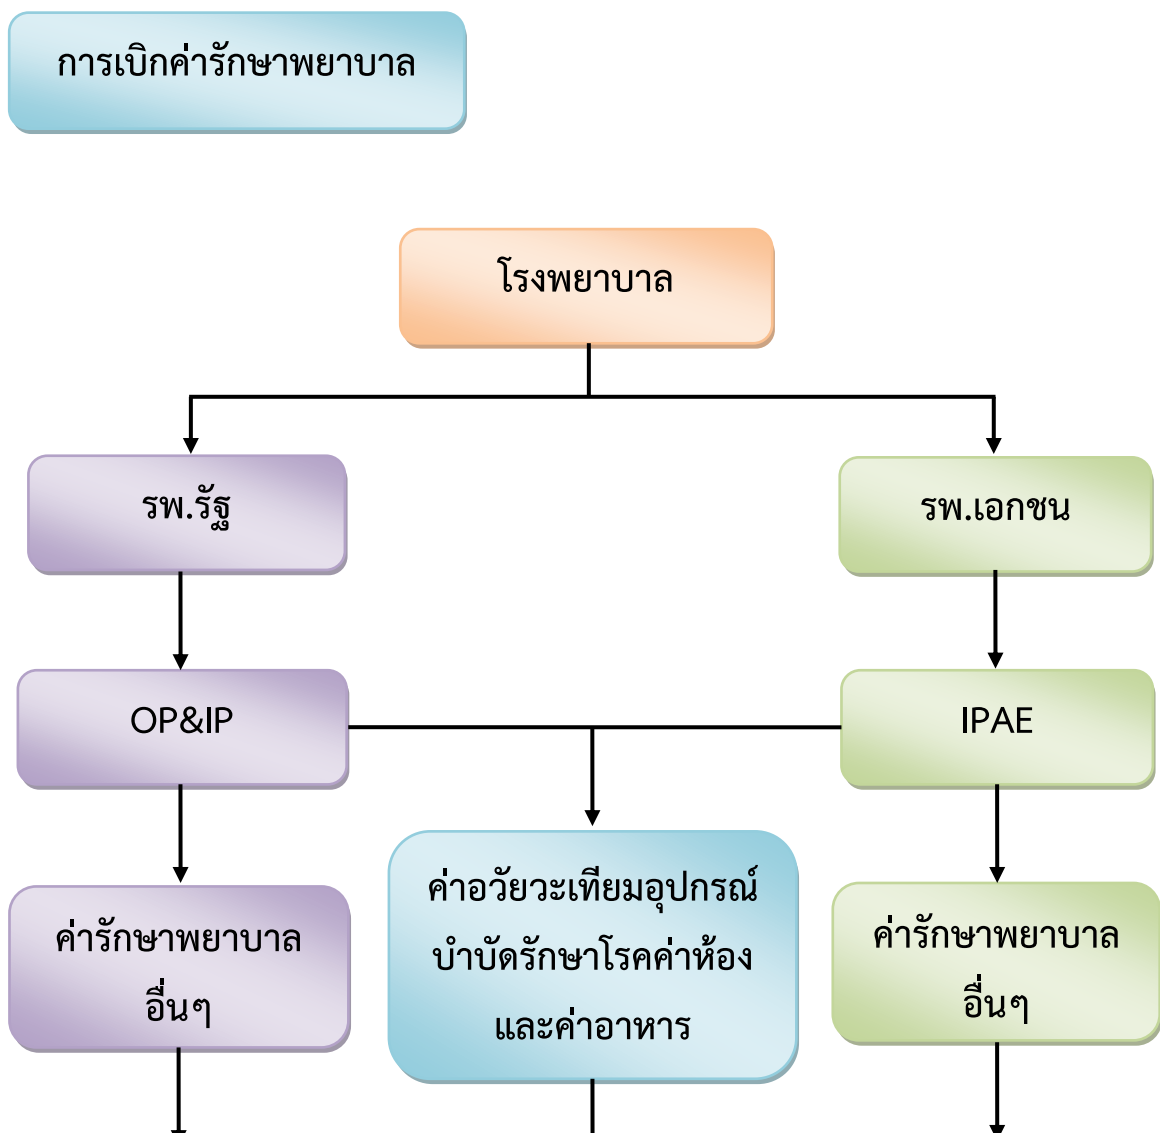 การเบิกค่ารักษาพยาบาล
โรงพยาบาล
รพ.รัฐ
รพ.เอกชน
OP&IP
IPAE
ค่ารักษาพยาบาล
อื่นๆ
ค่าอวัยวะเทียมอุปกรณ์
บำบัดรักษาโรคค่าห้อง
และค่าอาหาร
ค่ารักษาพยาบาล
อื่นๆ